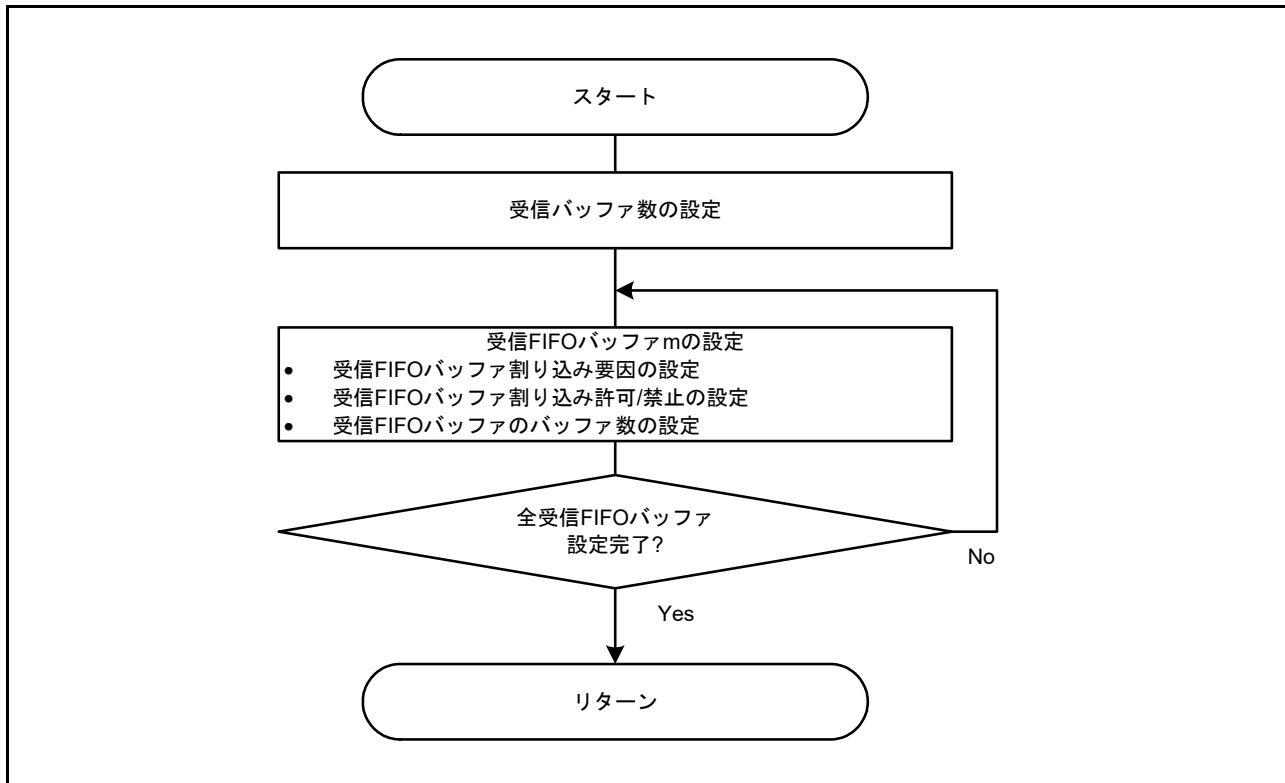 スタート
受信バッファ数の設定
受信FIFOバッファmの設定
• 受信FIFOバッファ割り込み要因の設定
• 受信FIFOバッファ割り込み許可/禁止の設定
• 受信FIFOバッファのバッファ数の設定
全受信FIFOバッファ
設定完了?
No
Yes
リターン